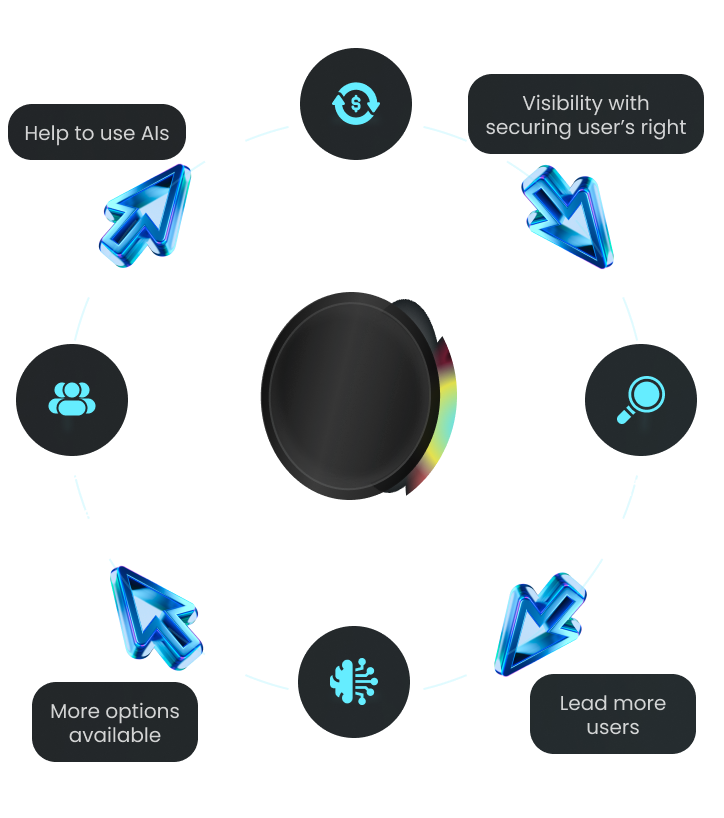 Help to use AIs
Visibility with
securing user's right
$
More options
available
Lead more
users